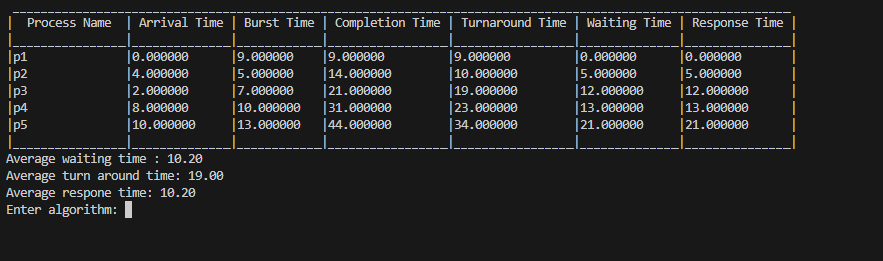 | Process Name | Arrival Time | Burst Time | Completion Time | Turnaround Time | Waiting Time | Response Time |
|p1 |0.000000 |9.000000 |9.000000 |9.000000 |0.000000 |0.000000 |
|p2 |4.000000 |5.000000 |14.000000 |10.000000 |5.000000 |5.000000 |
|p3 |2.000000 |7.000000 |21.000000 |19.000000 |12.000000 |12.000000 |
|p4 |8.000000 |10.000000 |31.000000 |23.000000 |13.000000 |13.000000 |
|p5 |10.000000 |13.000000 |44.000000 |34.000000 |21.000000 |21.000000 |
Average waiting time : 10.20
Average turn around time: 19.00
Average respone time: 10.20
Enter algorithm: